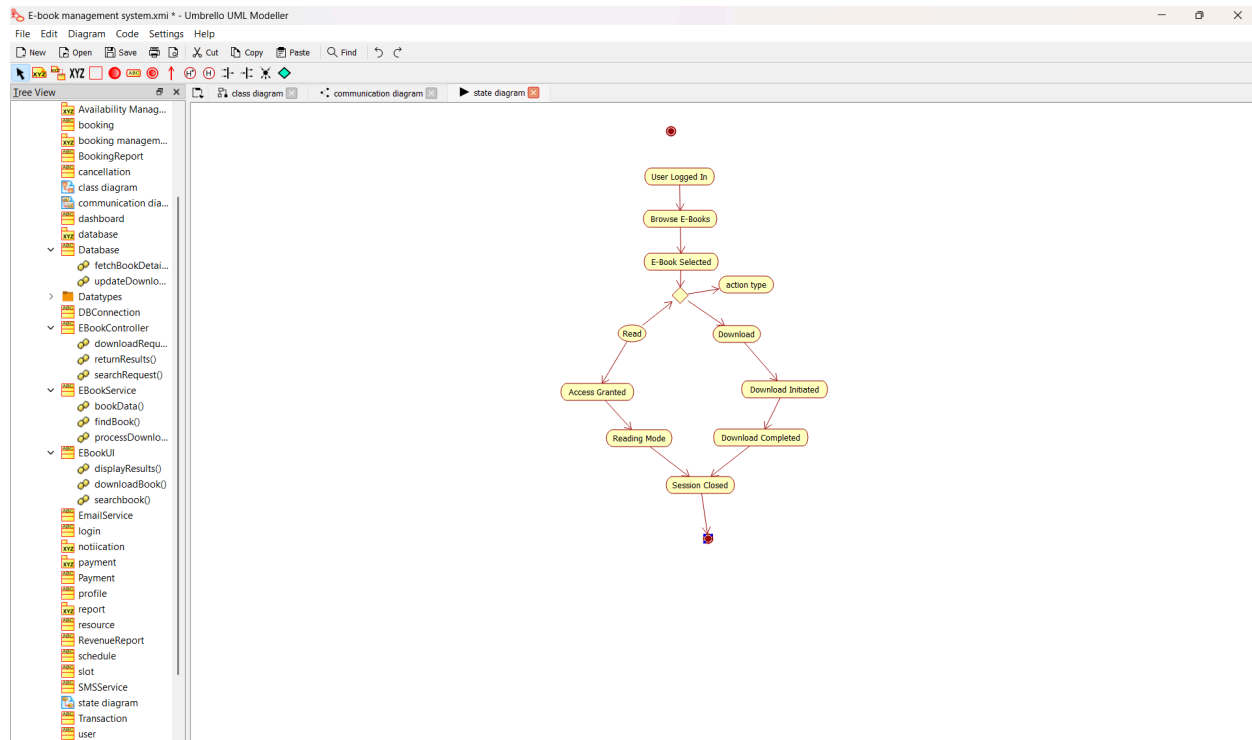 E-book management system.xmi * - Umbrello UML Modeller
File Edit Diagram Code Settings Help
New Open Save Cut Copy Paste Find
XYZ XYZ ABC H* H
Tree View
class diagram communication diagram state diagram
Availability Manag...
booking
booking managem...
BookingReport
cancellation
class diagram
communication dia...
dashboard
database
Database
fetchBookDetai...
updateDownlo...
Datatypes
DBConnection
EBookController
downloadRequ...
returnResults()
searchRequest()
EBookService
bookData()
findBook()
processDownlo...
EBookUI
displayResults()
downloadBook()
searchbook()
EmailService
login
notiication
payment
Payment
profile
report
resource
RevenueReport
schedule
slot
SMSService
state diagram
Transaction
user
User Logged In
Browse E-Books
E-Book Selected
action type
Read
Download
Access Granted
Download Initiated
Reading Mode
Download Completed
Session Closed